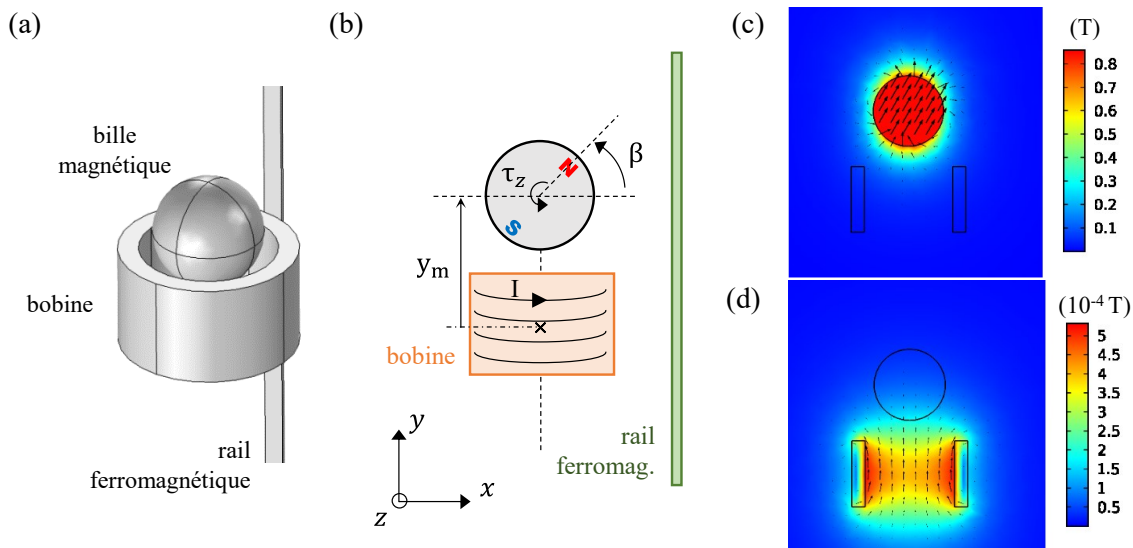 (a)
bille
magnétique
bobine
rail
ferromagnétique
(b)
N
S
τz
β
ym
I
bobine
rail
ferromag.
y
x
z
(c)
(T)
0.8
0.7
0.6
0.5
0.4
0.3
0.2
0.1
(d)
(10-4 T)
5
4.5
4
3.5
3
2.5
2
1.5
1
0.5